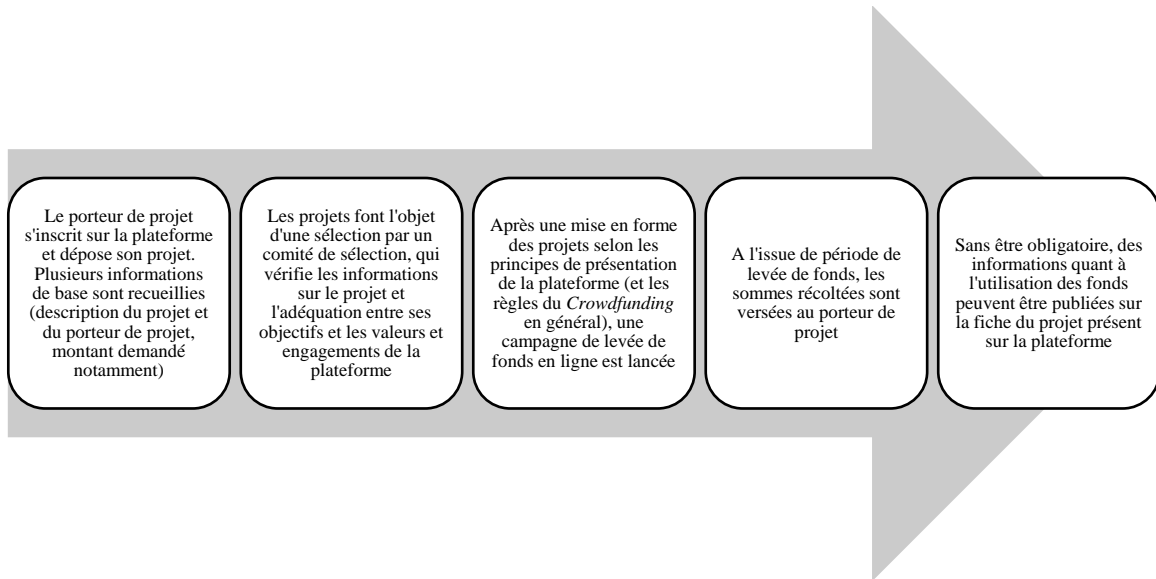 Le porteur de projet
s'inscrit sur la plateforme
et dépose son projet.
Plusieurs informations
de base sont recueillies
(description du projet et
du porteur de projet,
montant demandé
notamment)
Les projets font l'objet
d'une sélection par un
comité de sélection, qui
vérifie les informations
sur le projet et
l'adéquation entre ses
objectifs et les valeurs et
engagements de la
plateforme
Après une mise en forme
des projets selon les
principes de présentation
de la plateforme (et les
règles du Crowdfunding
en général), une
campagne de levée de
fonds en ligne est lancée
A l'issue de période de
levée de fonds, les
sommes récoltées sont
versées au porteur de
projet
Sans être obligatoire, des
informations quant à
l'utilisation des fonds
peuvent être publiées sur
la fiche du projet présent
sur la plateforme